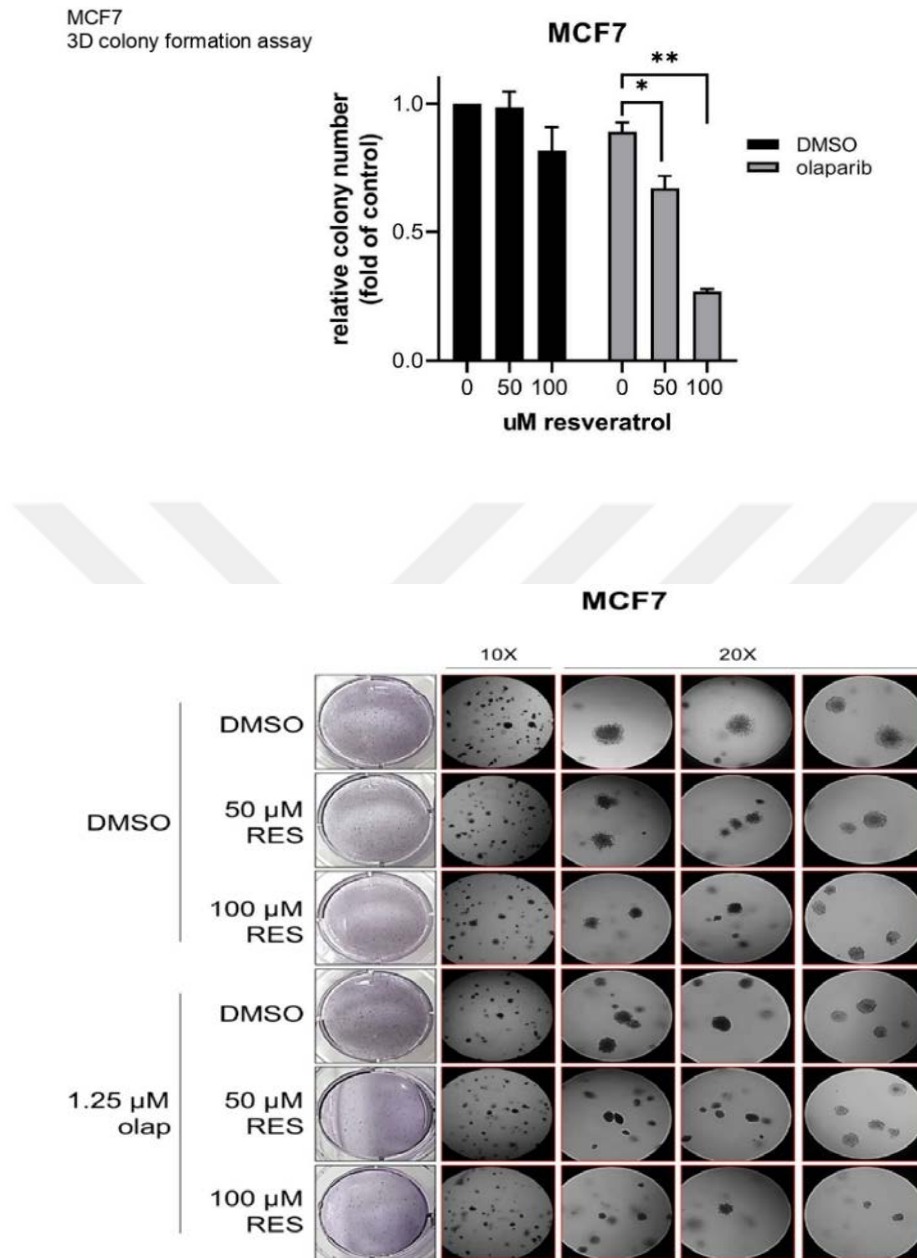 MCF7
3D colony formation assay
MCF7
**
*
1.0
0.5
0.0
relative colony number
(fold of control)
DMSO
olaparib
0 50 100 0 50 100
uM resveratrol
MCF7
10X 20X
DMSO
DMSO
50 µM
RES
100 µM
RES
1.25 µM
olap
DMSO
50 µM
RES
100 µM
RES